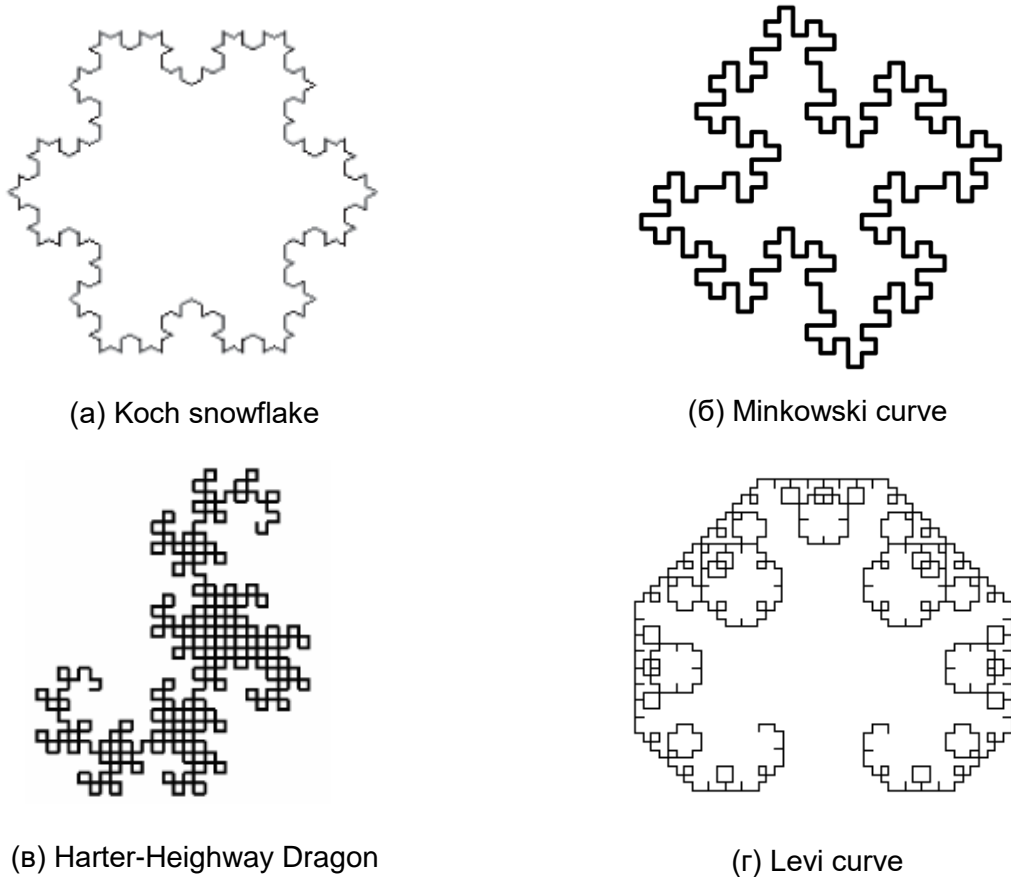 (а) Koch snowflake
(б) Minkowski curve
(в) Harter-Heighway Dragon
(г) Levi curve